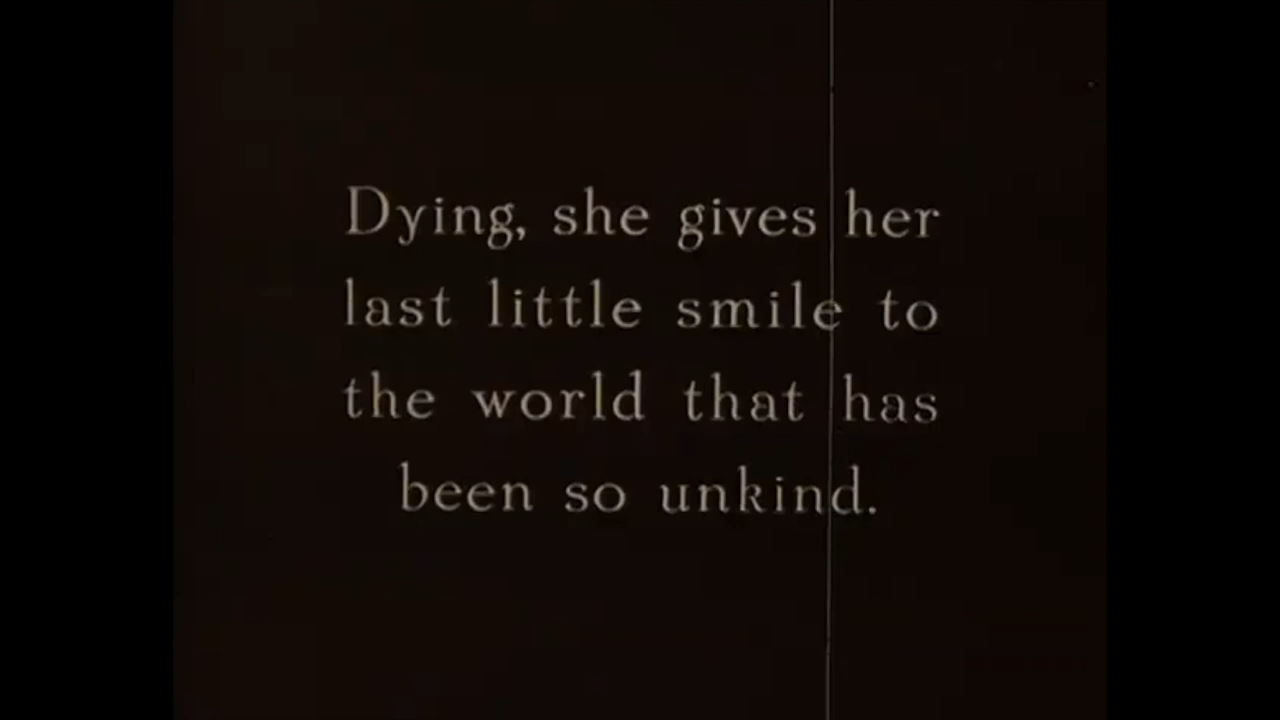 Dying, she gives her
last little smile to
the world that has
been so unkind.